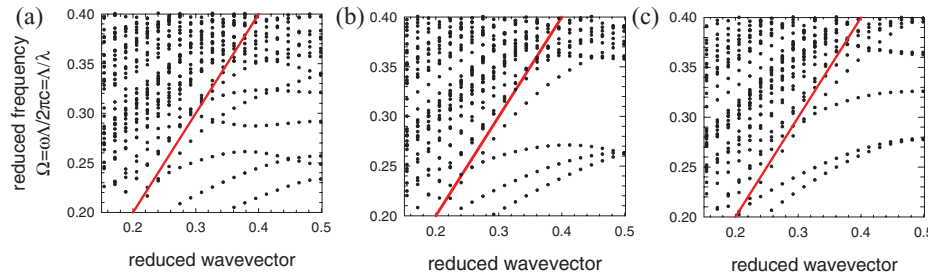 (a) (b) (c)
reduced frequency
Ω=ωΛ/2πc=Λ/λ
0.40 0.40 0.40
0.35 0.35 0.35
0.30 0.30 0.30
0.25 0.25 0.25
0.20 0.20 0.20
0.2 0.3 0.4 0.5 0.2 0.3 0.4 0.5 0.2 0.3 0.4 0.5
reduced wavevector reduced wavevector reduced wavevector